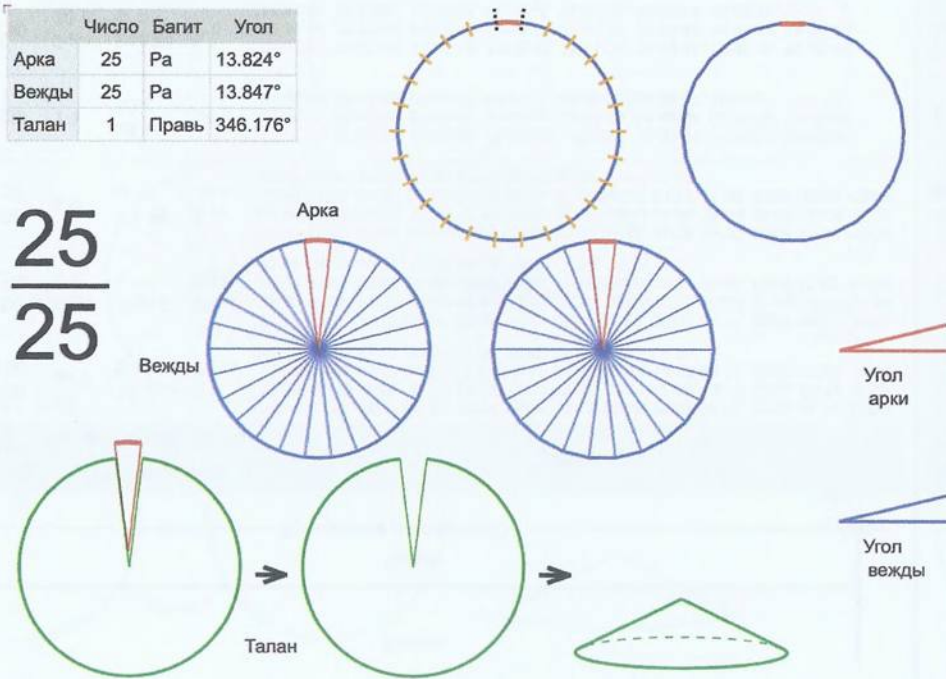 Число Багит Угол
Арка 25 Ра 13.824°
Вежды 25 Ра 13.847°
Талан 1 Правь 346.176°
25
25
Арка
Вежды
Угол
арки
Угол
вежды
Талан